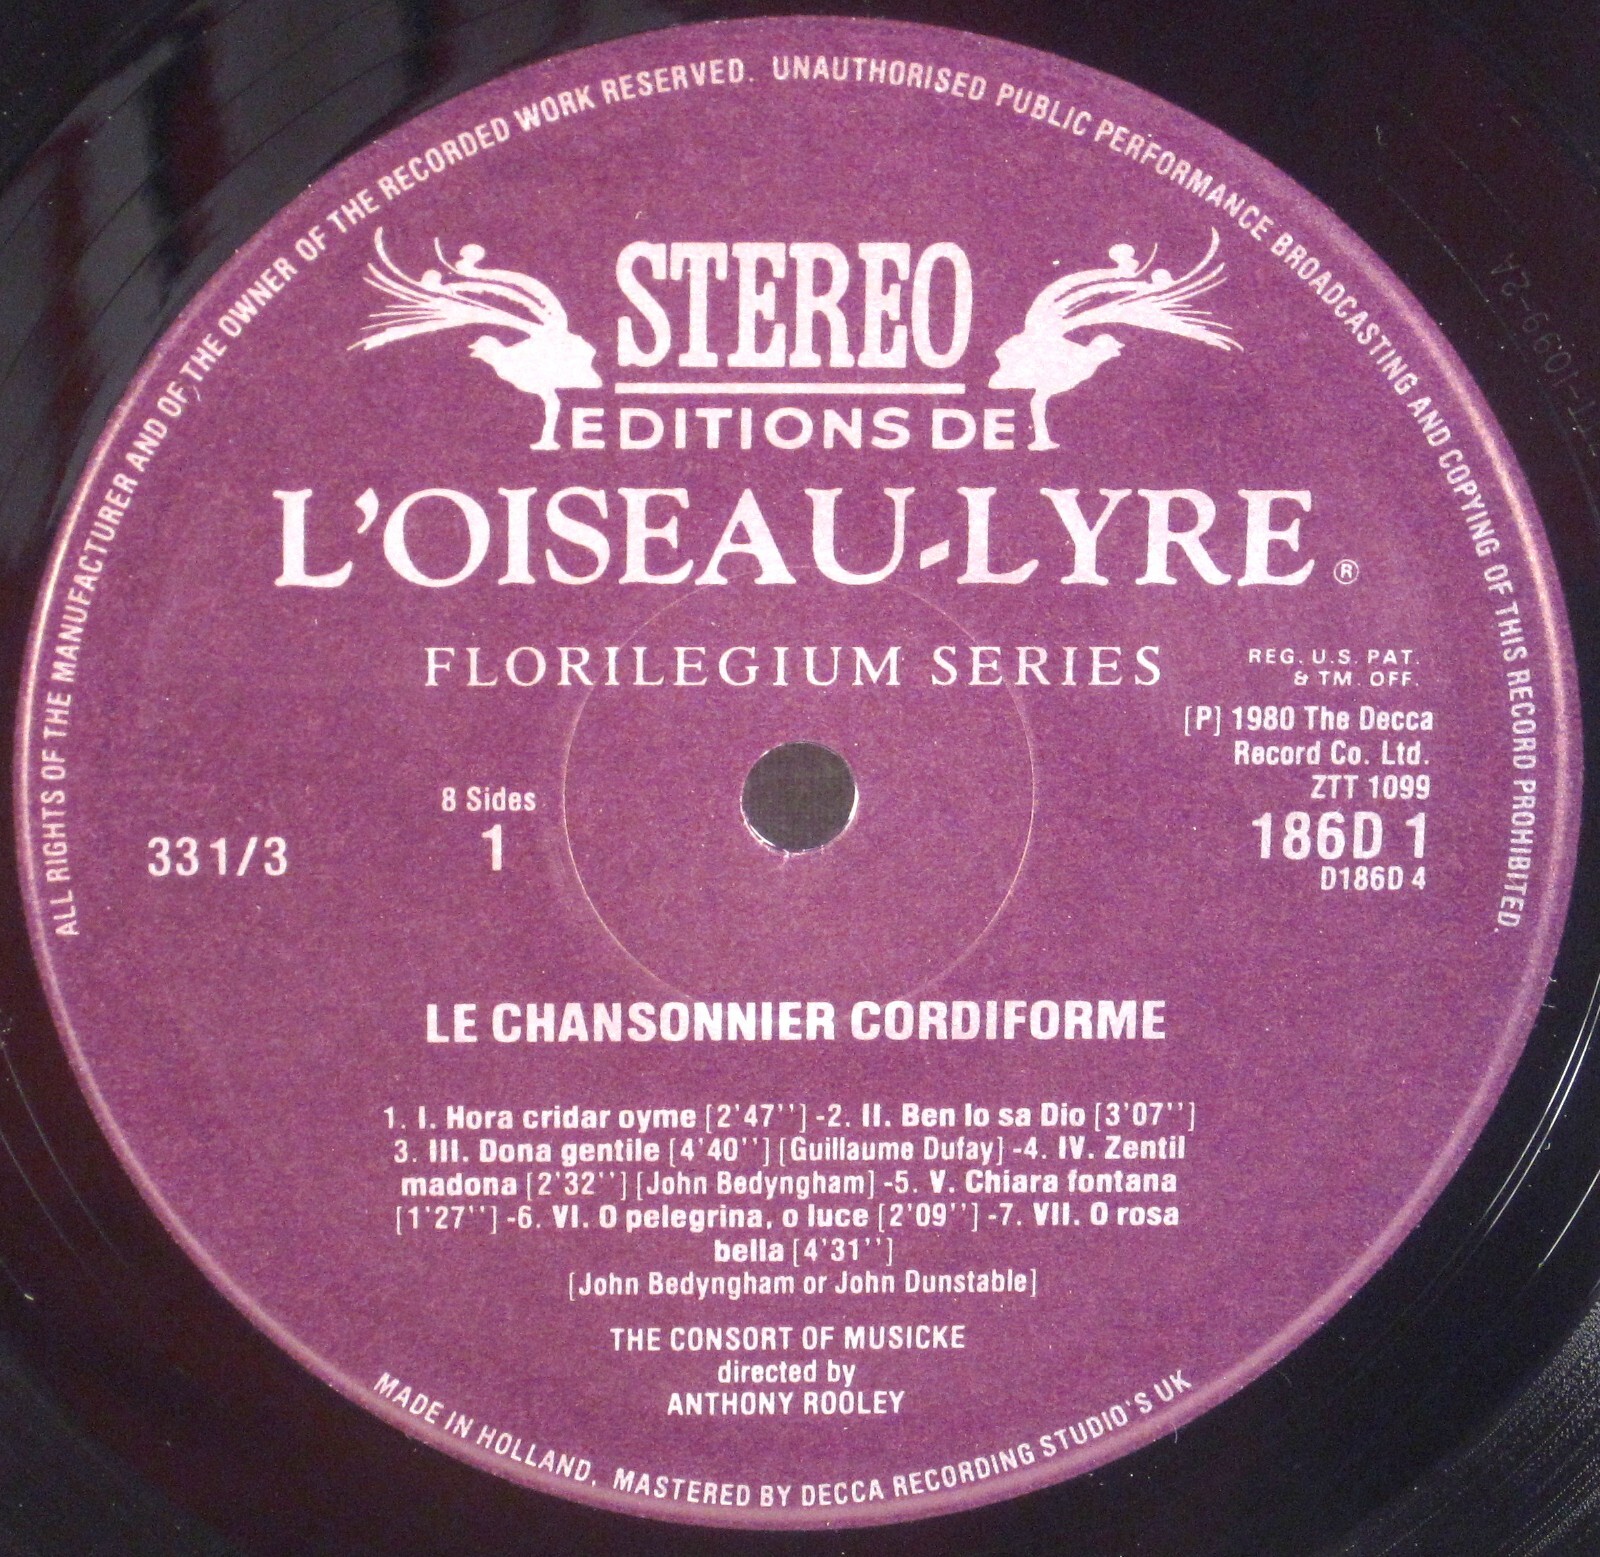 ALL RIGHTS OF THE MANUFACTURER AND OF THE OWNER OF THE RECORDED WORK RESERVED. UNAUTHORISED PUBLIC PERFORMANCE BROADCASTING AND COPYING OF THIS RECORD PROHIBITED.
STEREO
EDITIONS DE
L'OISEAU-LYRE ®
FLORILEGIUM SERIES
REG. U.S. PAT.
& TM. OFF.
[P] 1980 The Decca
Record Co. Ltd.
ZTT 1099
186D 1
D186D 4
8 Sides
1
33 1/3
LE CHANSONNIER CORDIFORME
1. I. Hora cridar oyme [2'47''] -2. II. Ben lo sa Dio [3'07'']
3. III. Dona gentile [4'40''] [Guillaume Dufay] -4. IV. Zentil
madona [2'32''] [John Bedyngham] -5. V. Chiara fontana
[1'27''] -6. VI. O pelegrina, o luce [2'09''] -7. VII. O rosa
bella [4'31'']
[John Bedyngham or John Dunstable]
THE CONSORT OF MUSICKE
directed by
ANTHONY ROOLEY
MADE IN HOLLAND. MASTERED BY DECCA RECORDING STUDIO'S UK